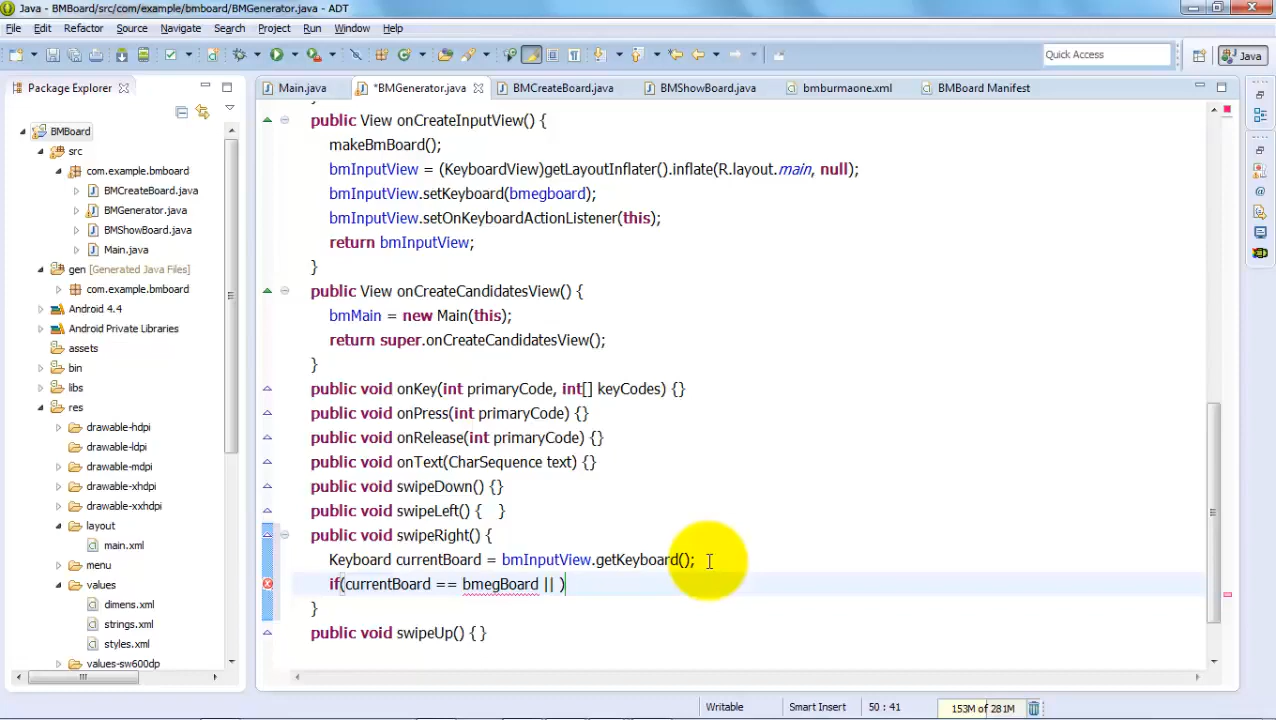 Java - BMBoard/src/com/example/bmboard/BMGenerator.java - ADT
File Edit Refactor Source Navigate Search Project Run Window Help
Quick Access
Java
Package Explorer
Main.java
*BMGenerator.java
BMCreateBoard.java
BMShowBoard.java
bmburmaone.xml
BMBoard Manifest
BMBoard
src
com.example.bmboard
BMCreateBoard.java
BMGenerator.java
BMShowBoard.java
Main.java
gen [Generated Java Files]
com.example.bmboard
Android 4.4
Android Private Libraries
assets
bin
libs
res
drawable-hdpi
drawable-ldpi
drawable-mdpi
drawable-xhdpi
drawable-xxhdpi
layout
main.xml
menu
values
dimens.xml
strings.xml
styles.xml
values-sw600dp
}
public View onCreateInputView() {
makeBmBoard();
bmInputView = (KeyboardView)getLayoutInflater().inflate(R.layout.main, null);
bmInputView.setKeyboard(bmegboard);
bmInputView.setOnKeyboardActionListener(this);
return bmInputView;
}
public View onCreateCandidatesView() {
bmMain = new Main(this);
return super.onCreateCandidatesView();
}
public void onKey(int primaryCode, int[] keyCodes) {}
public void onPress(int primaryCode) {}
public void onRelease(int primaryCode) {}
public void onText(CharSequence text) {}
public void swipeDown() {}
public void swipeLeft() {  }
public void swipeRight() {
Keyboard currentBoard = bmInputView.getKeyboard();
if(currentBoard == bmegBoard || )
}
public void swipeUp() { }
Writable
Smart Insert
50 : 41
153M of 281M